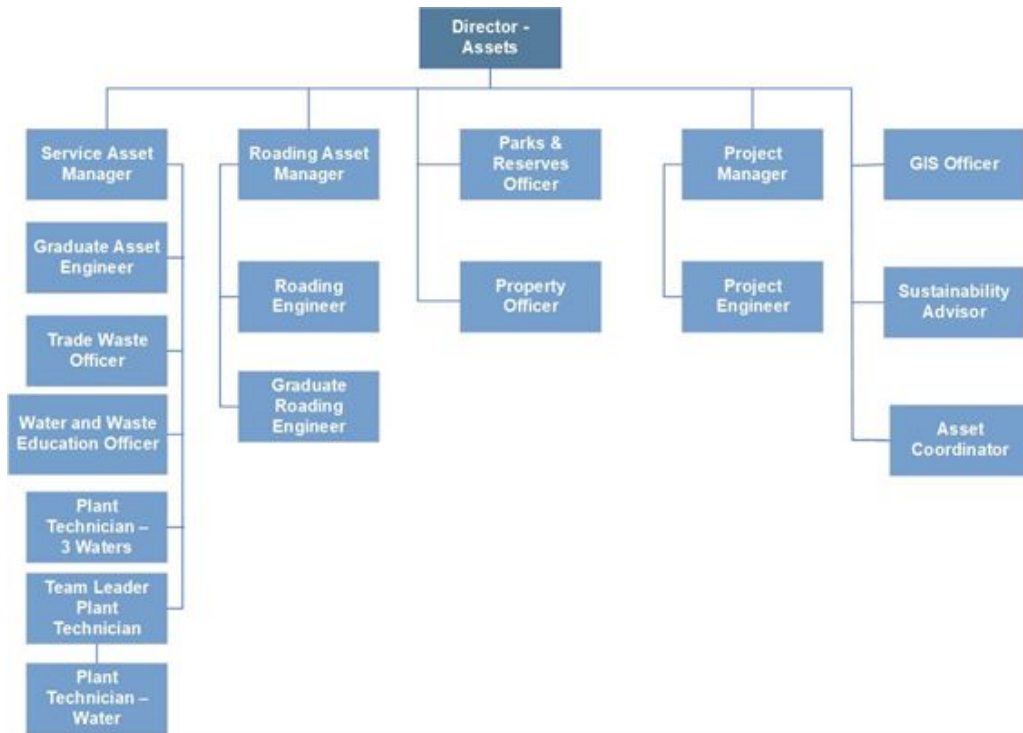 Director -
Assets
Service Asset
Manager
Roading Asset
Manager
Parks &
Reserves
Officer
Project
Manager
GIS Officer
Graduate Asset
Engineer
Roading
Engineer
Property
Officer
Project
Engineer
Sustainability
Advisor
Trade Waste
Officer
Graduate
Roading
Engineer
Water and Waste
Education Officer
Asset
Coordinator
Plant
Technician –
3 Waters
Team Leader
Plant
Technician
Plant
Technician –
Water